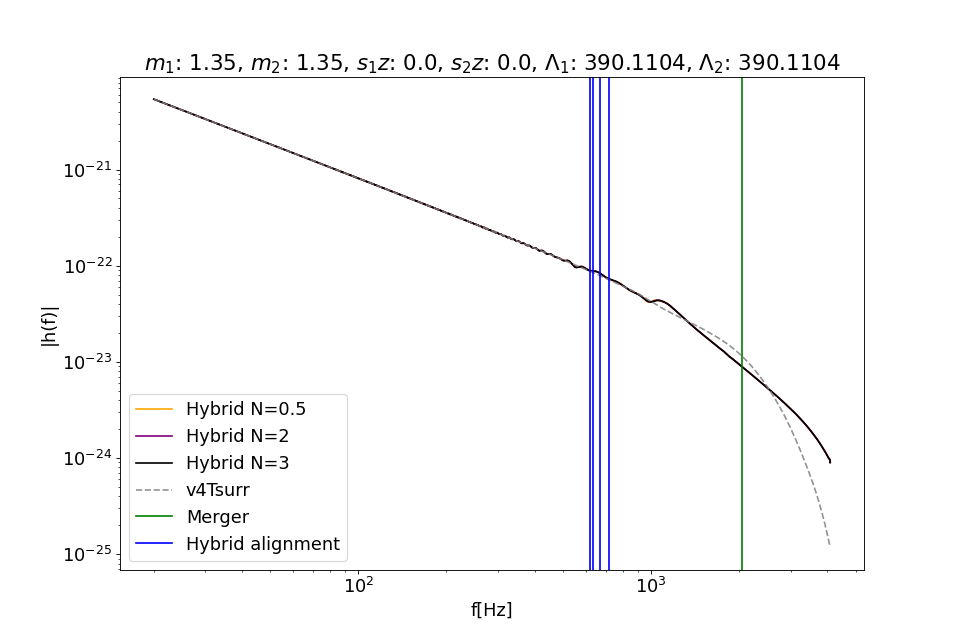 m₁: 1.35, m₂: 1.35, s₁z: 0.0, s₂z: 0.0, Λ₁: 390.1104, Λ₂: 390.1104
|h(f)|
10⁻²¹
10⁻²²
10⁻²³
10⁻²⁴
10⁻²⁵
Hybrid N=0.5
Hybrid N=2
Hybrid N=3
v4Tsurr
Merger
Hybrid alignment
10²
10³
f[Hz]